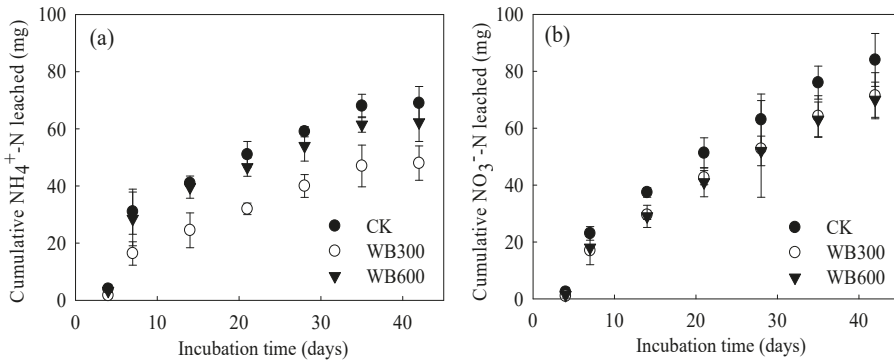 (a)
Cumulative NH4+-N leached (mg)
100
80
60
40
20
0
CK
WB300
WB600
0 10 20 30 40
Incubation time (days)
(b)
Cumulative NO3–-N leached (mg)
100
80
60
40
20
0
CK
WB300
WB600
0 10 20 30 40
Incubation time (days)